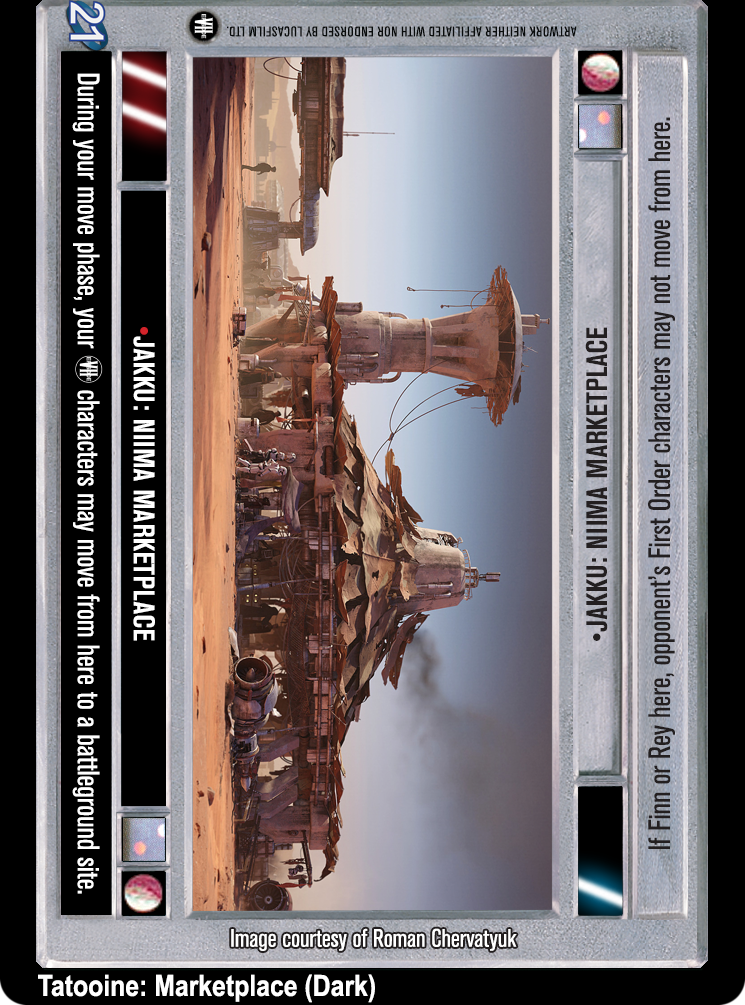 21
ARTWORK NEITHER AFFILIATED WITH NOR ENDORSED BY LUCASFILM LTD.
During your move phase, your VII characters may move from here to a battleground site.
•JAKKU: NIIMA MARKETPLACE
•JAKKU: NIIMA MARKETPLACE
If Finn or Rey here, opponent's First Order characters may not move from here.
Image courtesy of Roman Chervatyuk
Tatooine: Marketplace (Dark)